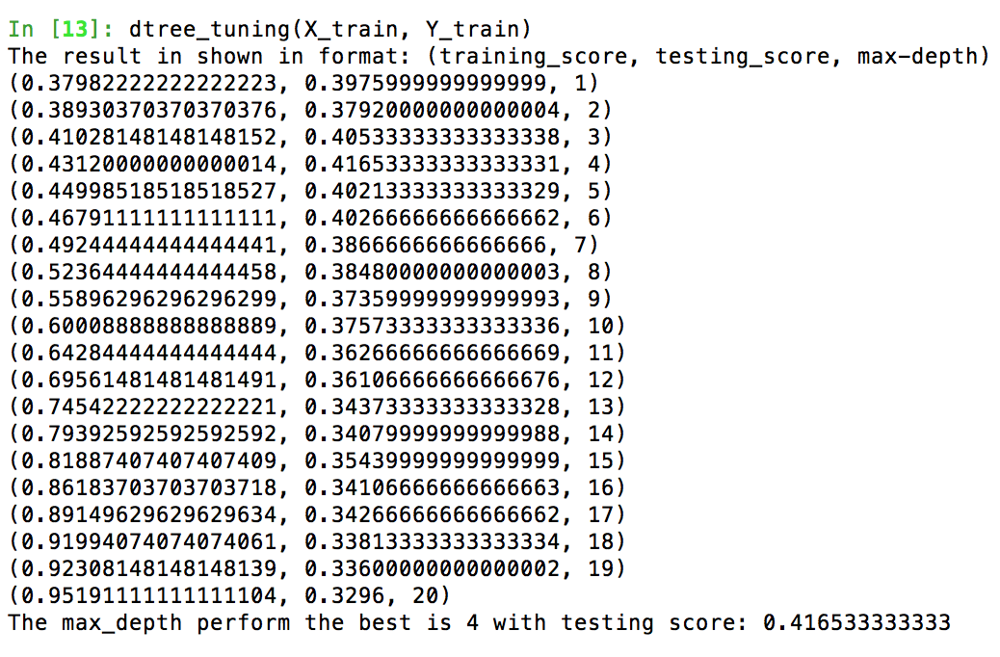 In [13]: dtree_tuning(X_train, Y_train)
The result in shown in format: (training_score, testing_score, max-depth)
(0.37982222222222223, 0.3975999999999999, 1)
(0.38930370370370376, 0.37920000000000004, 2)
(0.41028148148148152, 0.40533333333333338, 3)
(0.43120000000000014, 0.41653333333333331, 4)
(0.44998518518518527, 0.40213333333333329, 5)
(0.46791111111111111, 0.40266666666666662, 6)
(0.49244444444444441, 0.3866666666666666, 7)
(0.52364444444444458, 0.38480000000000003, 8)
(0.55896296296296299, 0.37359999999999993, 9)
(0.60008888888888889, 0.37573333333333336, 10)
(0.64284444444444444, 0.36266666666666669, 11)
(0.69561481481481491, 0.36106666666666676, 12)
(0.74542222222222221, 0.34373333333333328, 13)
(0.79392592592592592, 0.34079999999999988, 14)
(0.81887407407407409, 0.35439999999999999, 15)
(0.86183703703703718, 0.34106666666666663, 16)
(0.89149629629629634, 0.34266666666666662, 17)
(0.91994074074074061, 0.33813333333333334, 18)
(0.92308148148148139, 0.33600000000000002, 19)
(0.95191111111111104, 0.3296, 20)
The max_depth perform the best is 4 with testing score: 0.416533333333